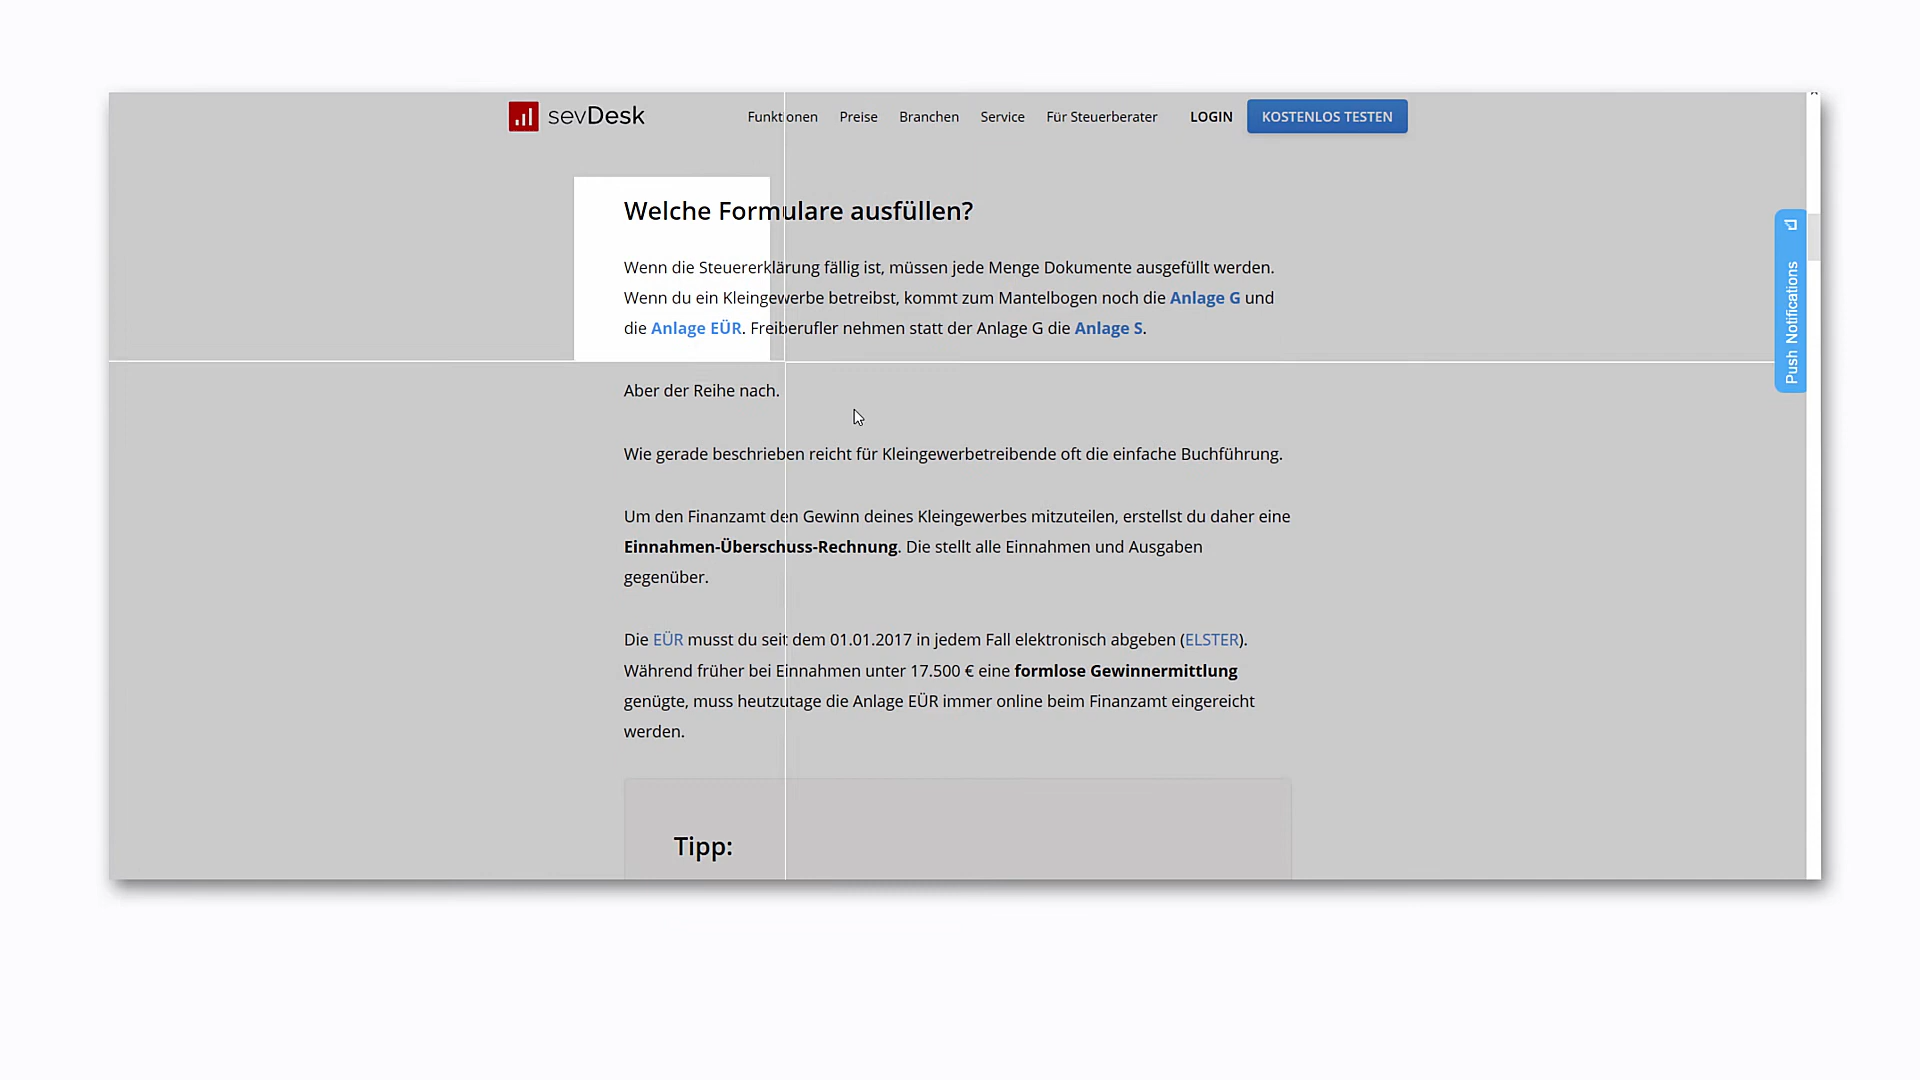 sevDesk
Funktionen Preise Branchen Service Für Steuerberater LOGIN KOSTENLOS TESTEN
Welche Formulare ausfüllen?
Wenn die Steuererklärung fällig ist, müssen jede Menge Dokumente ausgefüllt werden.
Wenn du ein Kleingewerbe betreibst, kommt zum Mantelbogen noch die Anlage G und
die Anlage EÜR. Freiberufler nehmen statt der Anlage G die Anlage S.
Push Notifications
Aber der Reihe nach.
Wie gerade beschrieben reicht für Kleingewerbetreibende oft die einfache Buchführung.
Um den Finanzamt den Gewinn deines Kleingewerbes mitzuteilen, erstellst du daher eine
Einnahmen-Überschuss-Rechnung. Die stellt alle Einnahmen und Ausgaben
gegenüber.
Die EÜR musst du seit dem 01.01.2017 in jedem Fall elektronisch abgeben (ELSTER).
Während früher bei Einnahmen unter 17.500 € eine formlose Gewinnermittlung
genügte, muss heutzutage die Anlage EÜR immer online beim Finanzamt eingereicht
werden.
Tipp: